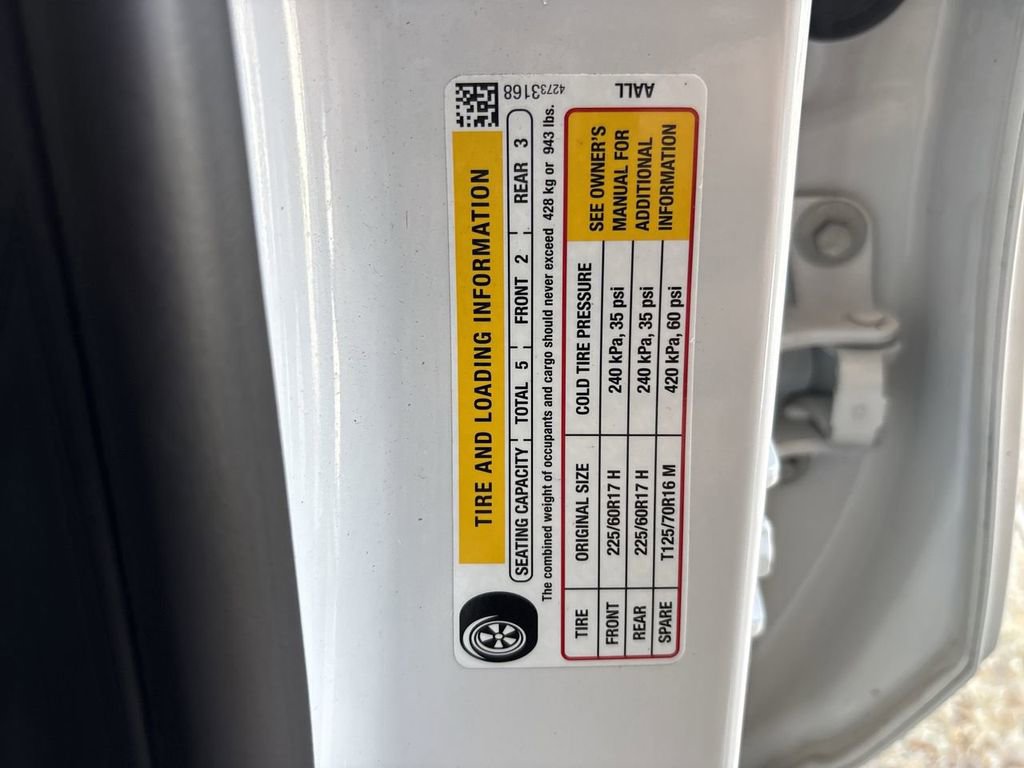 TIRE AND LOADING INFORMATION
SEATING CAPACITY TOTAL 5 FRONT 2 REAR 3
The combined weight of occupants and cargo should never exceed 428 kg or 943 lbs.
TIRE ORIGINAL SIZE COLD TIRE PRESSURE
FRONT 225/60R17 H 240 kPa, 35 psi
REAR 225/60R17 H 240 kPa, 35 psi
SPARE T125/70R16 M 420 kPa, 60 psi
SEE OWNER'S
MANUAL FOR
ADDITIONAL
INFORMATION
42733168
AALL